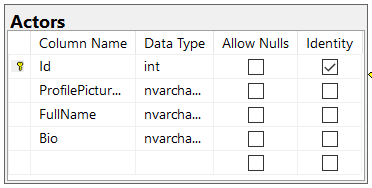 Actors
Column Name Data Type Allow Nulls Identity
Id int
ProfilePictur... nvarcha...
FullName nvarcha...
Bio nvarcha...